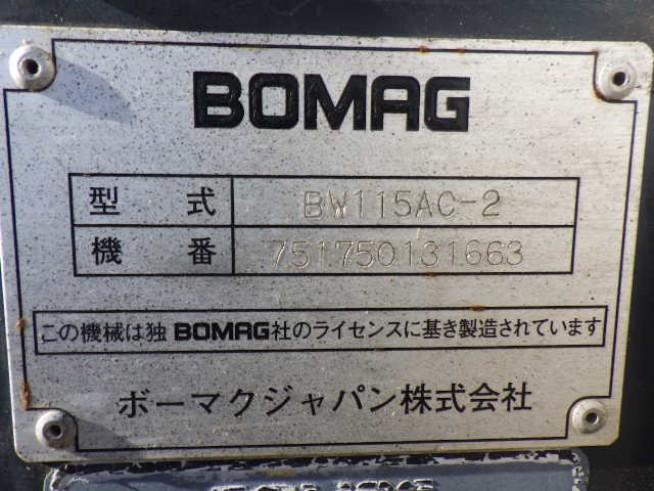 BOMAG
型 式 BW115AC-2
機 番 751750131663
この機械は独BOMAG社のライセンスに基き製造されています
ボーマクジャパン株式会社